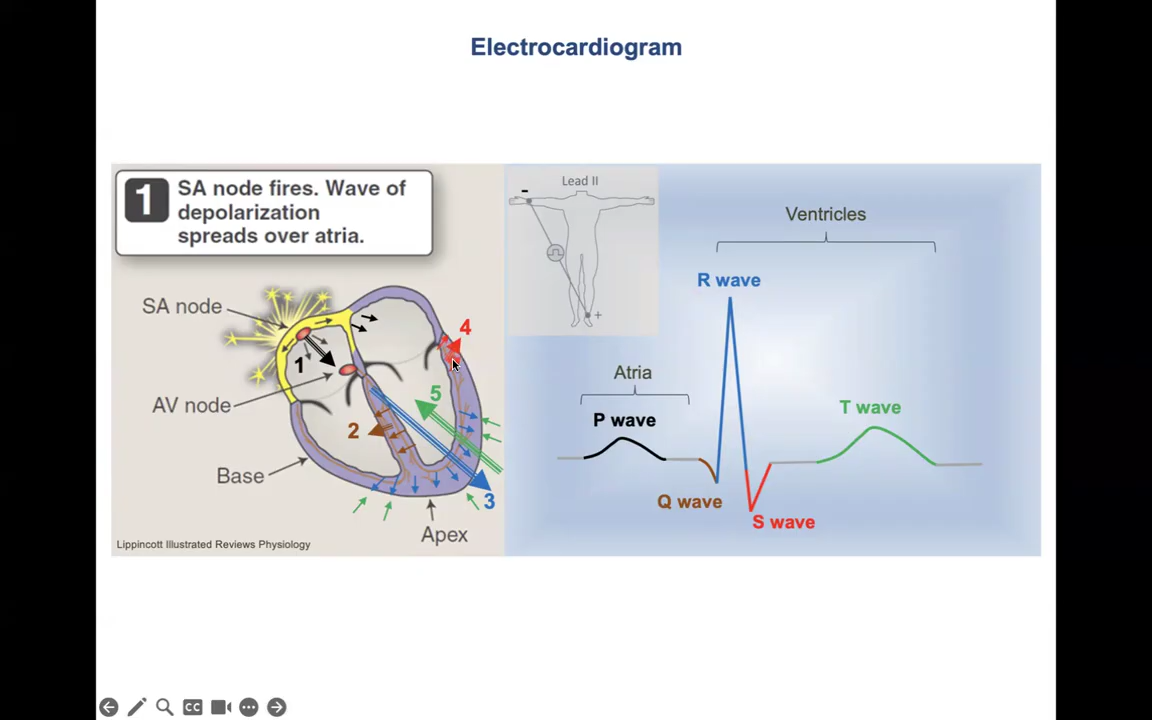 Electrocardiogram
1
SA node fires. Wave of
depolarization
spreads over atria.
SA node
AV node
Base
Apex
1
2
3
4
5
Lippincott Illustrated Reviews Physiology
Lead II
-
+
Atria
P wave
Q wave
Ventricles
R wave
S wave
T wave
CC